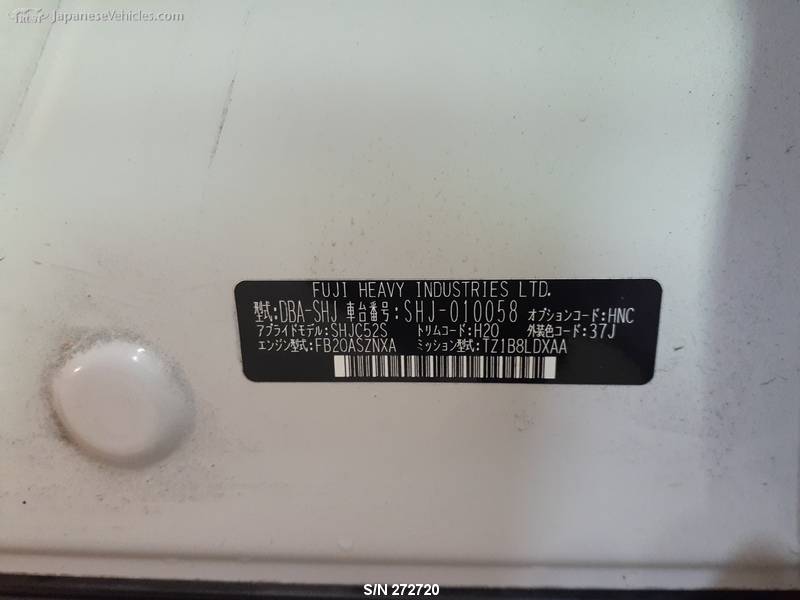 TRUST JapaneseVehicles.com
FUJI HEAVY INDUSTRIES LTD.
型式:DBA-SHJ 車台番号:SHJ-010058 オプションコード:HNC
アプライドモデル:SHJC52S トリムコード:H20 外装色コード:37J
エンジン型式:FB20ASZNXA ミッション型式:TZ1B8LDXAA
S/N 272720